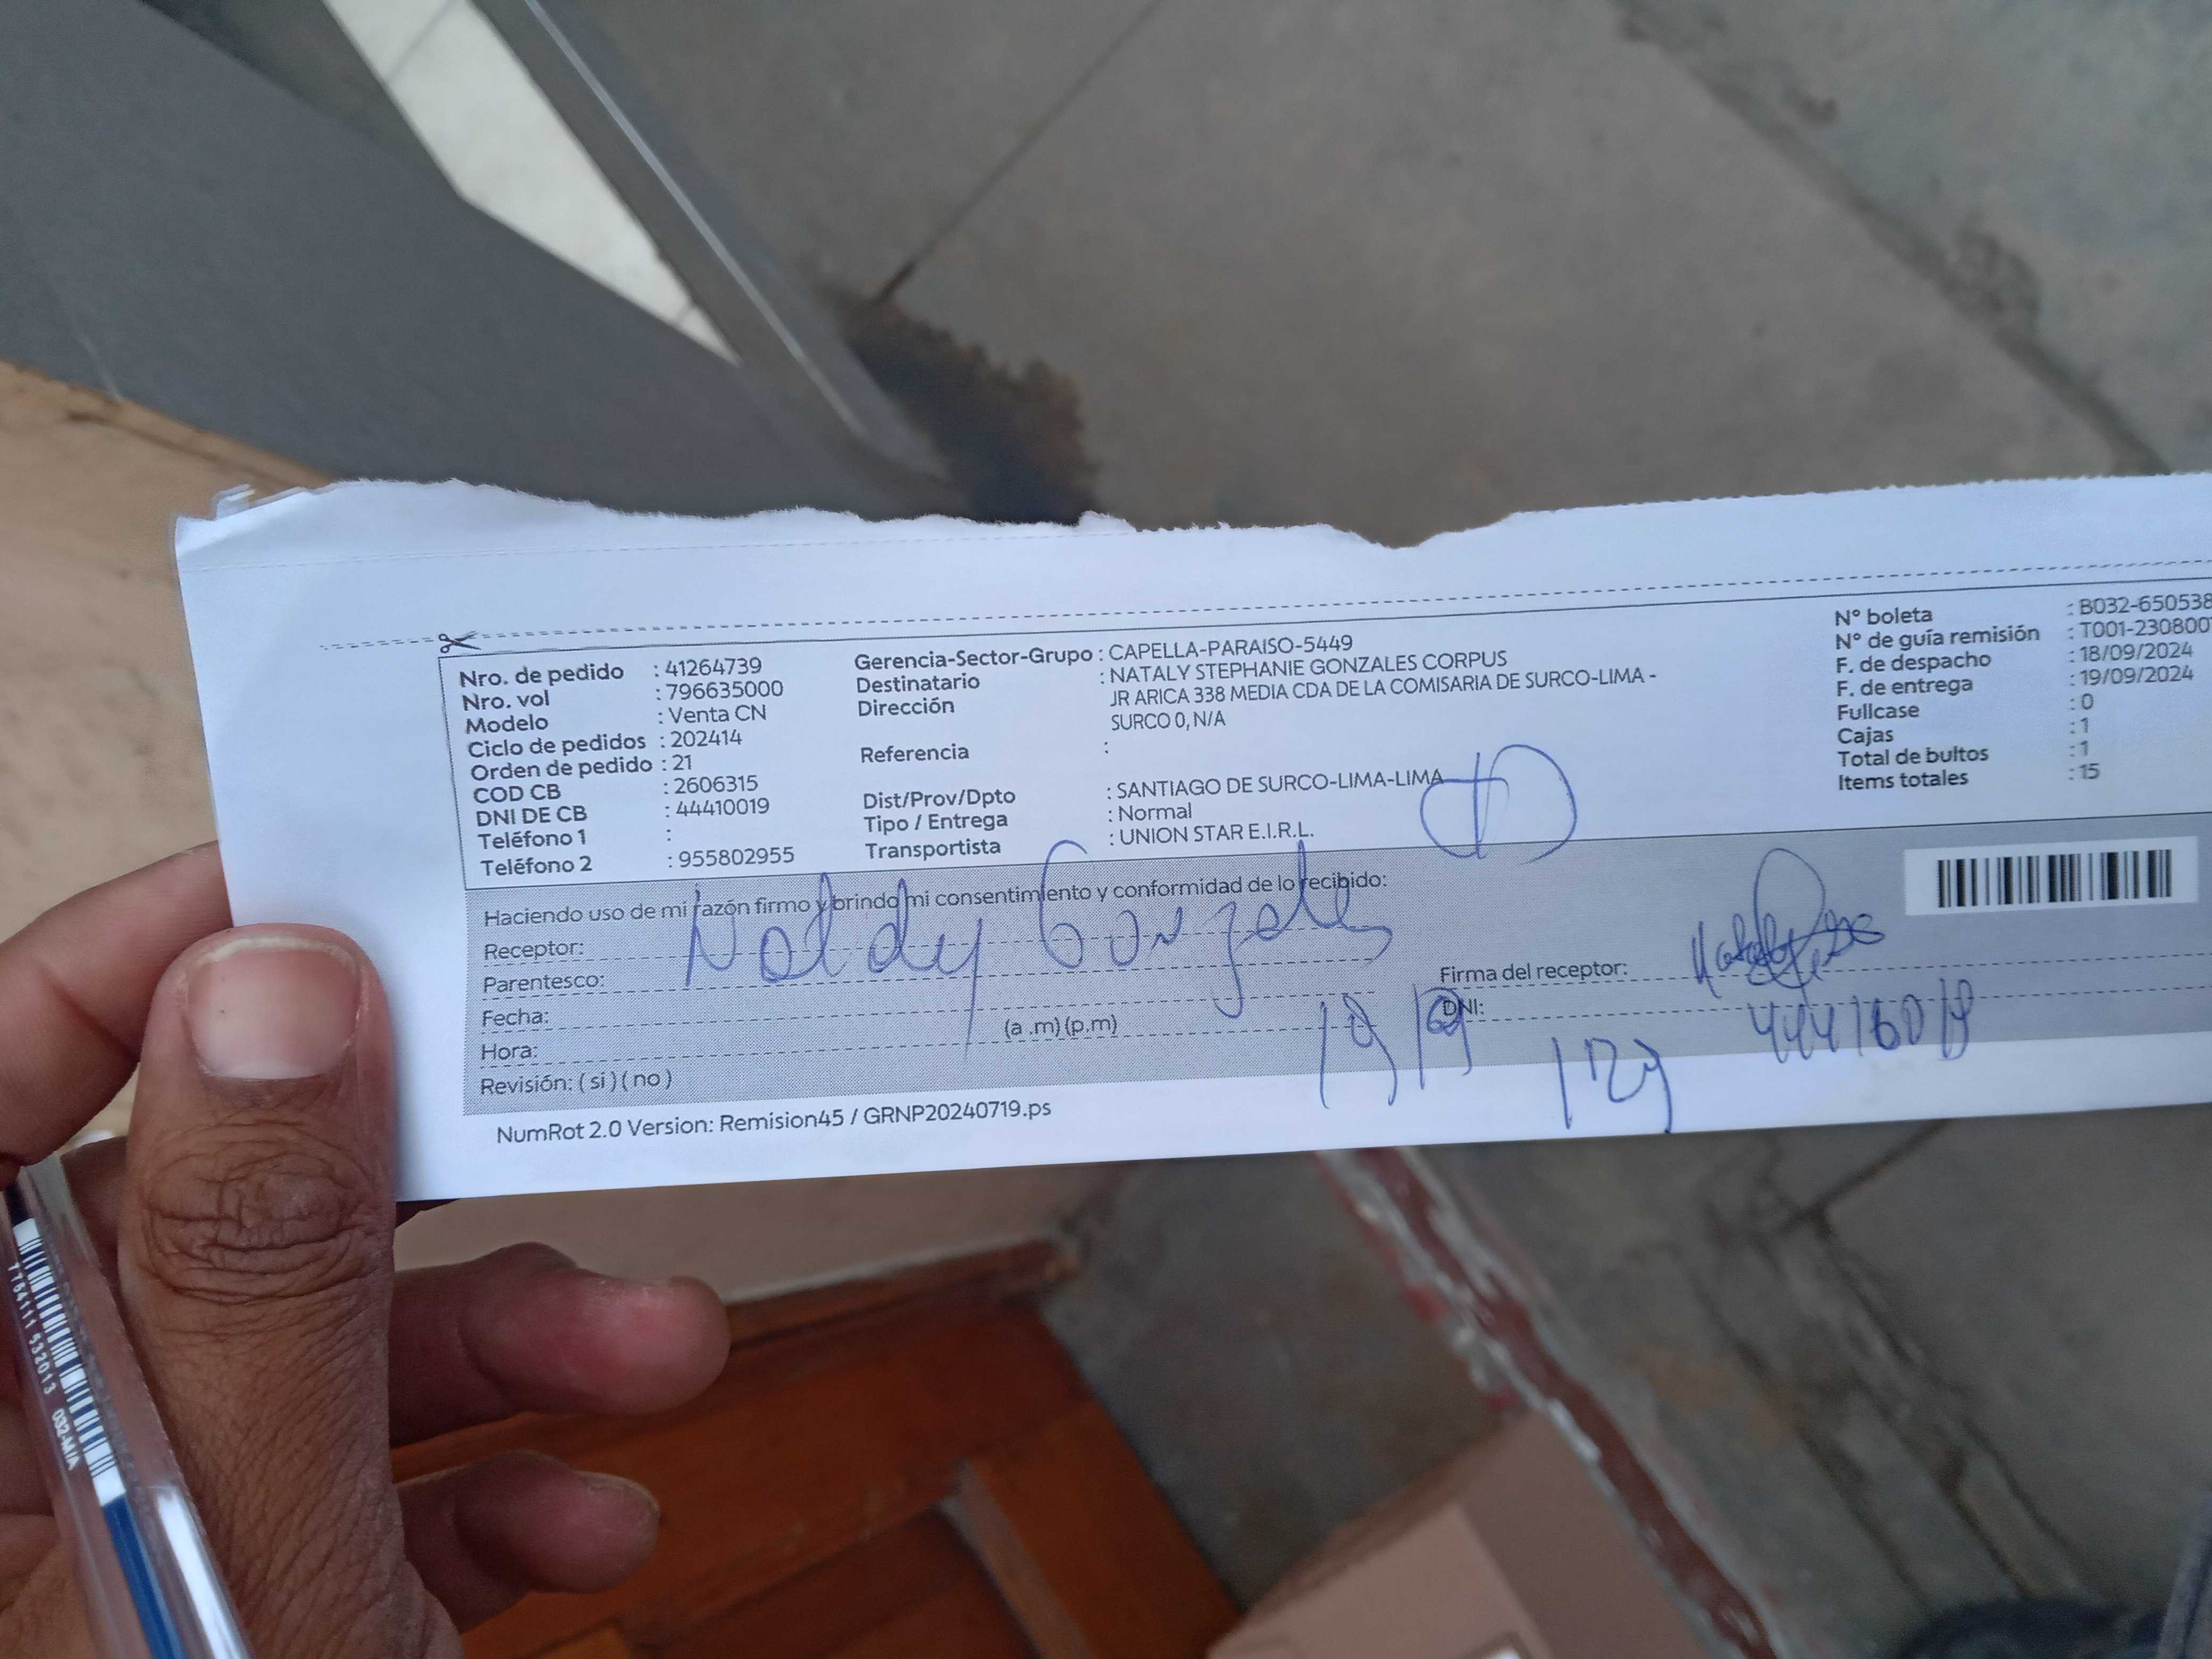 Nro. de pedido : 41264739
Nro. vol : 796635000
Modelo : Venta CN
Ciclo de pedidos : 202414
Orden de pedido : 21
COD CB : 2606315
DNI DE CB : 44410019
Teléfono 1 :
Teléfono 2 : 955802955
Gerencia-Sector-Grupo : CAPELLA-PARAISO-5449
Destinatario : NATALY STEPHANIE GONZALES CORPUS
Dirección JR ARICA 338 MEDIA CDA DE LA COMISARIA DE SURCO-LIMA -
SURCO 0, N/A
Referencia :
Dist/Prov/Dpto : SANTIAGO DE SURCO-LIMA-LIMA
Tipo / Entrega : Normal
Transportista : UNION STAR E.I.R.L.
N° boleta : B032-650538
N° de guía remisión : T001-230800
F. de despacho : 18/09/2024
F. de entrega : 19/09/2024
Fullcase : 0
Cajas : 1
Total de bultos : 1
Items totales : 15
Haciendo uso de mi razón firmo y brindo mi consentimiento y conformidad de lo recibido:
Receptor:
Parentesco:
Fecha:
Hora: (a .m) (p.m)
Revisión: ( si ) ( no )
Firma del receptor:
DNI:
NumRot 2.0 Version: Remision45 / GRNP20240719.ps
7 764111 532013
032-M/A